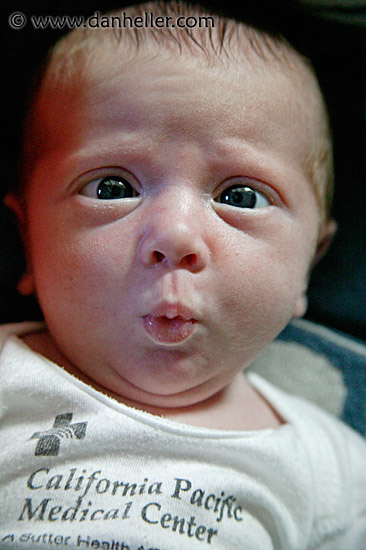 © www.danheller.com
California Pacific
Medical Center
A Sutter Health